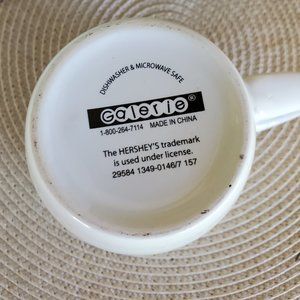 DISHWASHER & MICROWAVE SAFE
Galerie®
1-800-264-7114 MADE IN CHINA
The HERSHEY'S trademark
is used under license.
29584 1349-0146/7 157